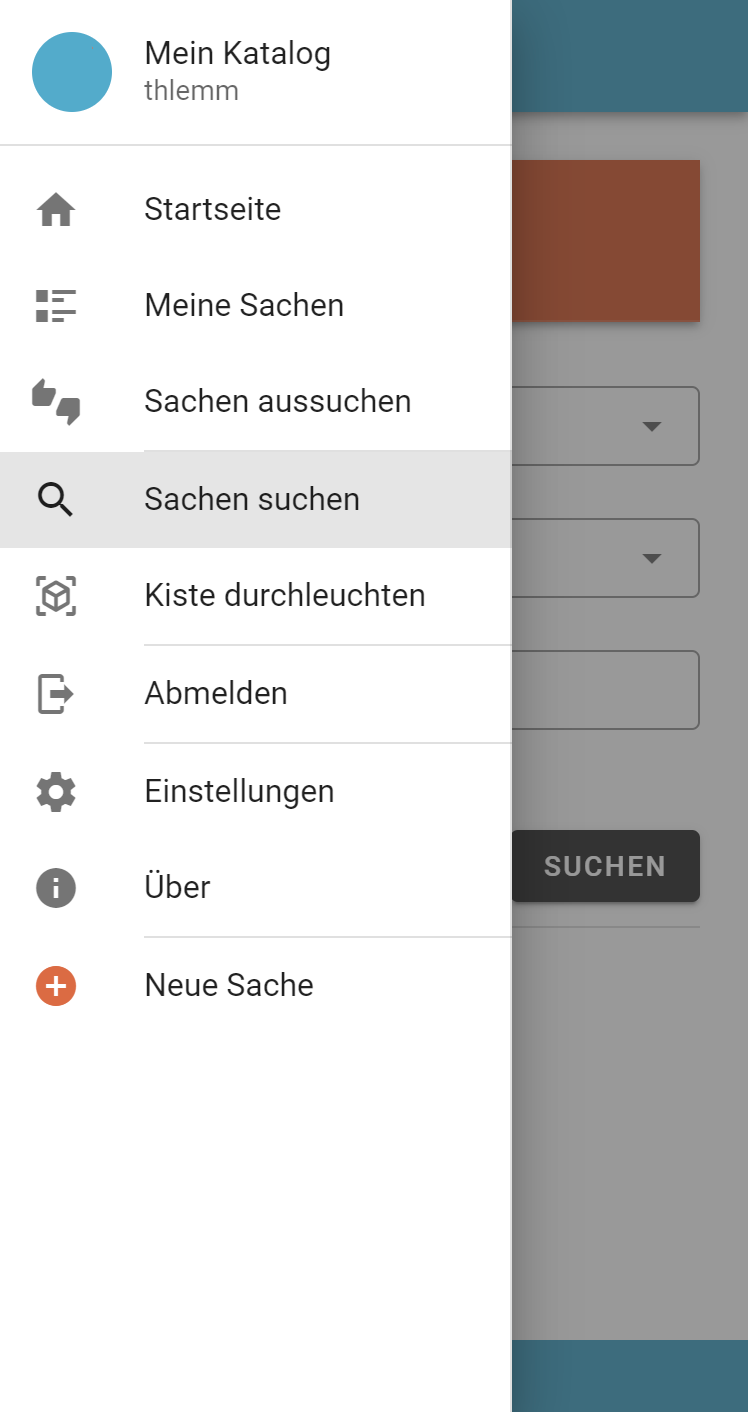 Mein Katalog
thlemm
Startseite
Meine Sachen
Sachen aussuchen
Sachen suchen
Kiste durchleuchten
Abmelden
SUCHEN
Einstellungen
Über
Neue Sache